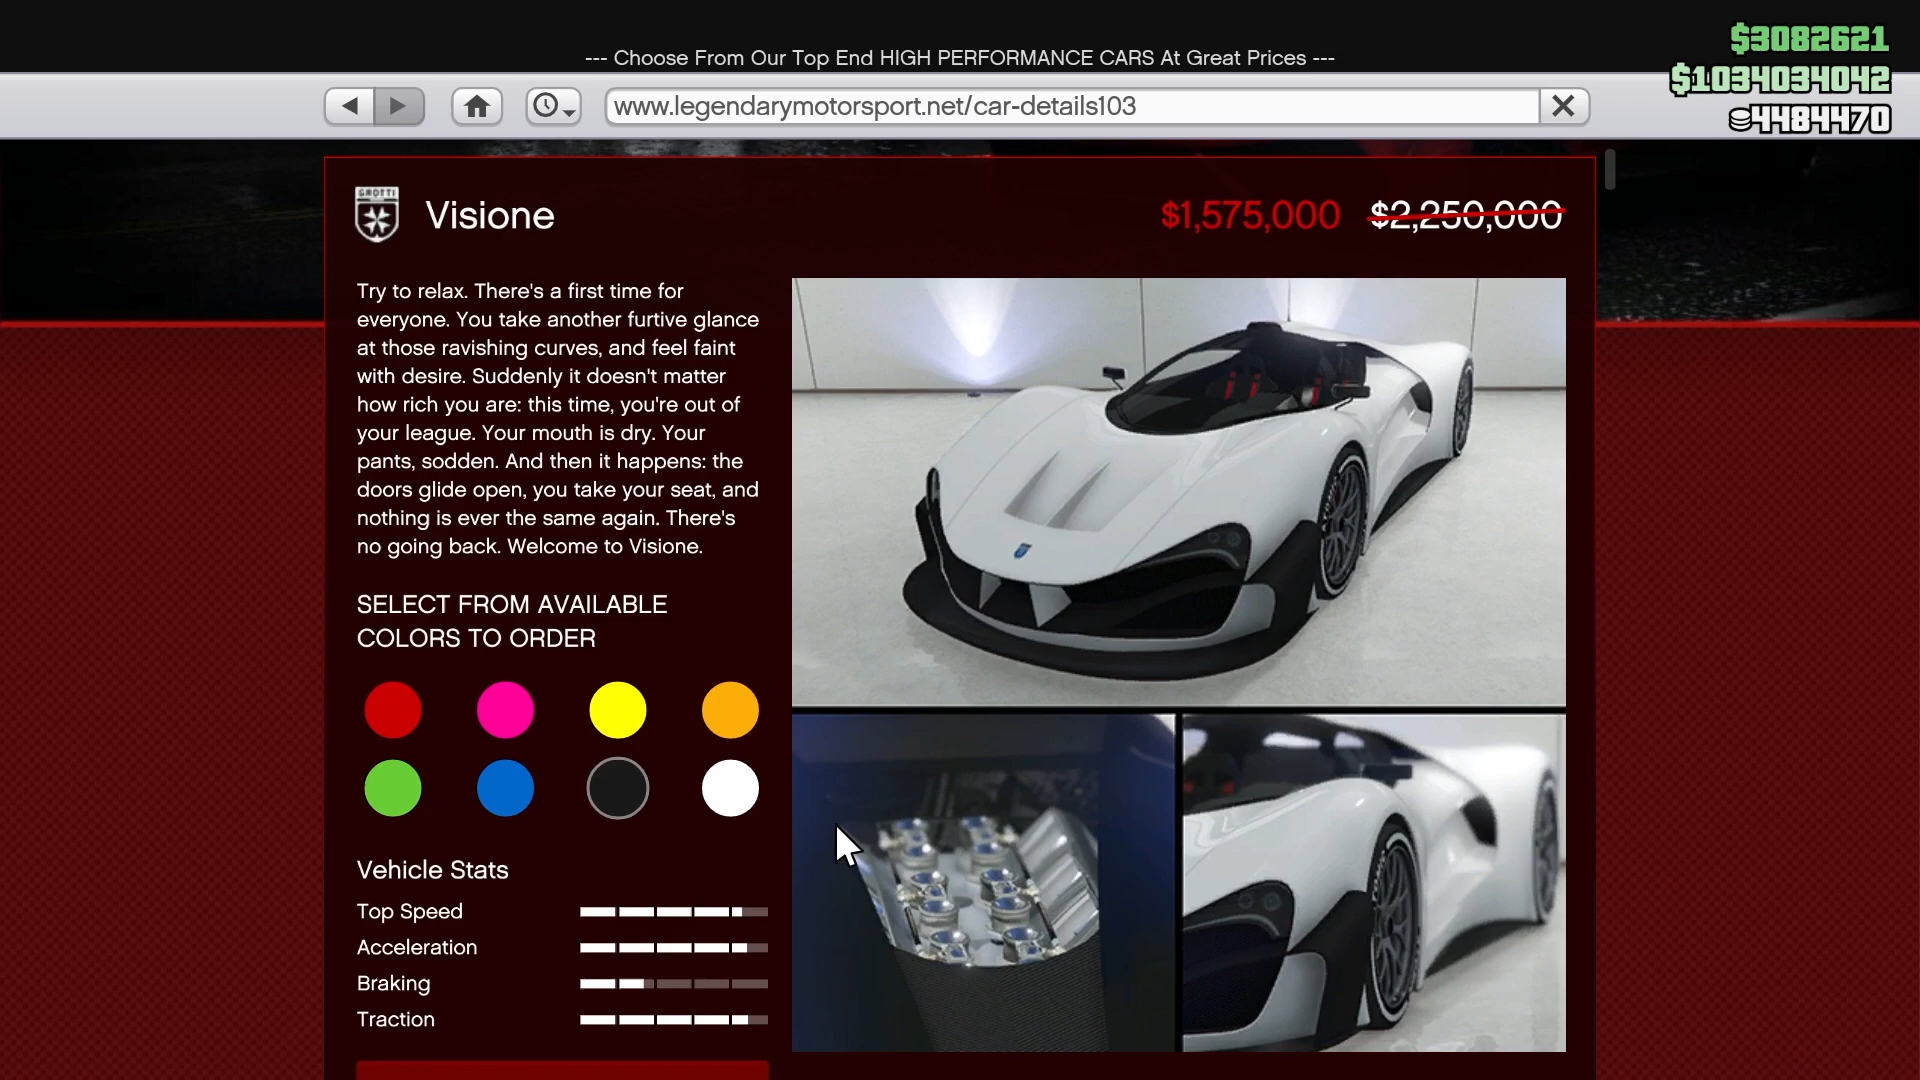 --- Choose From Our Top End HIGH PERFORMANCE CARS At Great Prices ---
$3082621
$1034034042
4484470
www.legendarymotorsport.net/car-details103
GROTTI
Visione
$1,575,000 $2,250,000
Try to relax. There's a first time for
everyone. You take another furtive glance
at those ravishing curves, and feel faint
with desire. Suddenly it doesn't matter
how rich you are: this time, you're out of
your league. Your mouth is dry. Your
pants, sodden. And then it happens: the
doors glide open, you take your seat, and
nothing is ever the same again. There's
no going back. Welcome to Visione.
SELECT FROM AVAILABLE
COLORS TO ORDER
Vehicle Stats
Top Speed
Acceleration
Braking
Traction